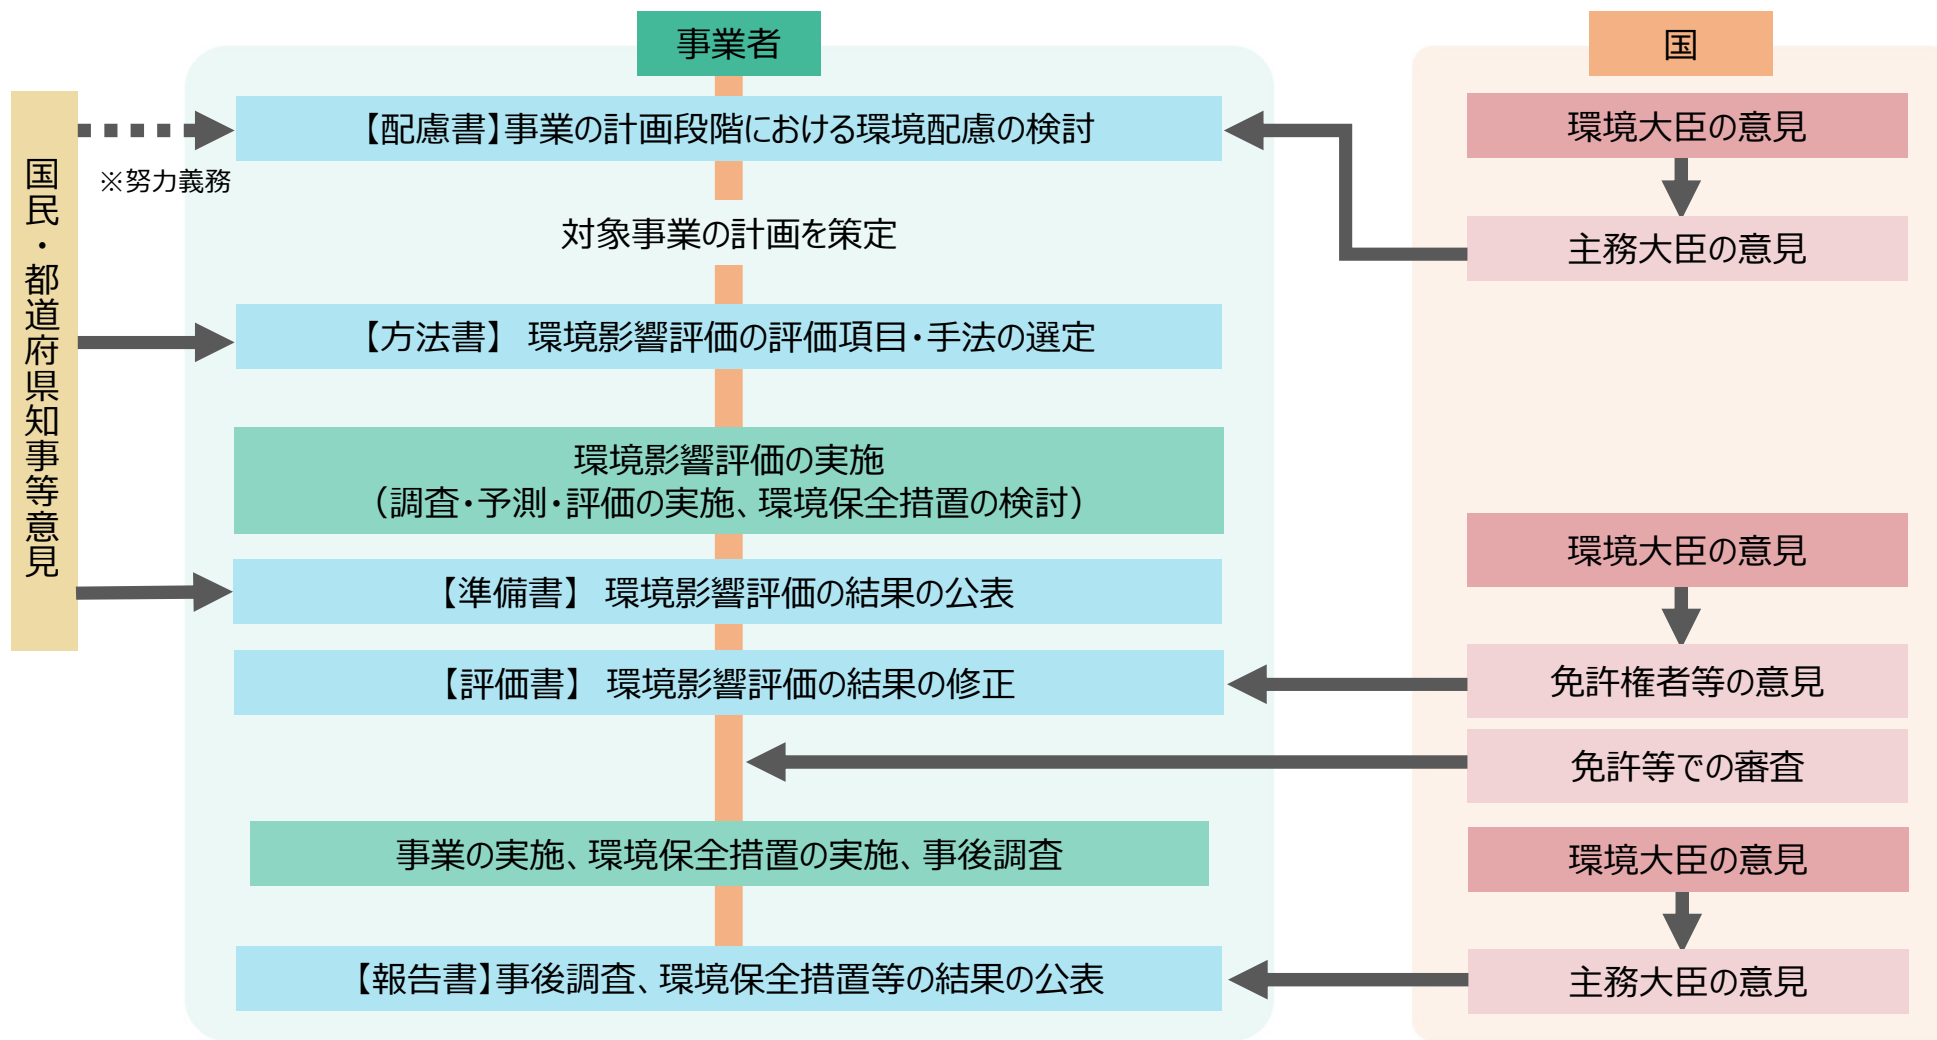 事業者
国
国民・都道府県知事等意見
※努力義務
【配慮書】事業の計画段階における環境配慮の検討
対象事業の計画を策定
【方法書】 環境影響評価の評価項目・手法の選定
環境影響評価の実施
（調査・予測・評価の実施、環境保全措置の検討）
【準備書】 環境影響評価の結果の公表
【評価書】 環境影響評価の結果の修正
事業の実施、環境保全措置の実施、事後調査
【報告書】事後調査、環境保全措置等の結果の公表
環境大臣の意見
主務大臣の意見
環境大臣の意見
免許権者等の意見
免許等での審査
環境大臣の意見
主務大臣の意見